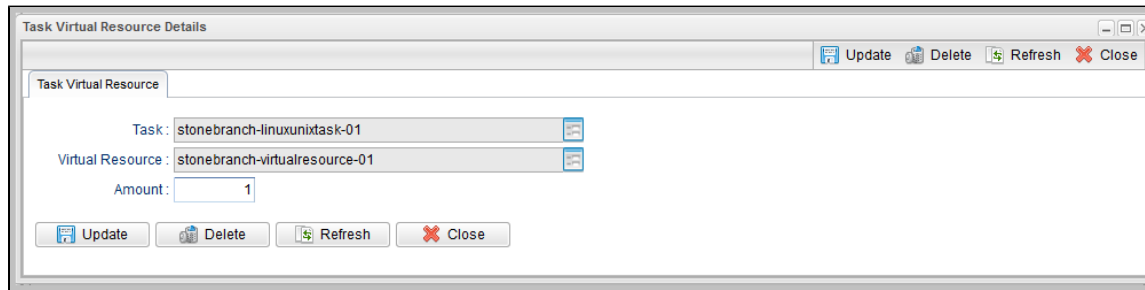 Task Virtual Resource Details
Update Delete Refresh Close
Task Virtual Resource
Task : stonebranch-linuxunixtask-01
Virtual Resource : stonebranch-virtualresource-01
Amount : 1
Update Delete Refresh Close